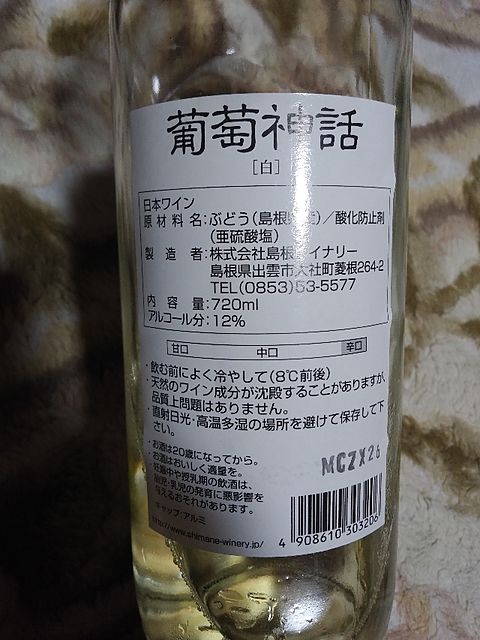 葡萄神話
［白］
日本ワイン
原材料名：ぶどう（島根県産）／酸化防止剤
（亜硫酸塩）
製造者：株式会社島根ワイナリー
島根県出雲市大社町菱根264-2
TEL（0853）53-5577
内容量：720ml
アルコール分：12%
甘口 中口 辛口
・飲む前によく冷やして（8℃前後）
・天然のワイン成分が沈殿することがありますが、
品質上問題はありません。
・直射日光・高温多湿の場所を避けて保存して下
さい。
・お酒は20歳になってから。
・お酒はおいしく適量を。
・妊娠中や授乳期の飲酒は、
胎児・乳児の発育に悪影響を
与えるおそれがあります。
キャップ：アルミ
http://www.shimane-winery.jp/
MCZX26
4 908610 303206